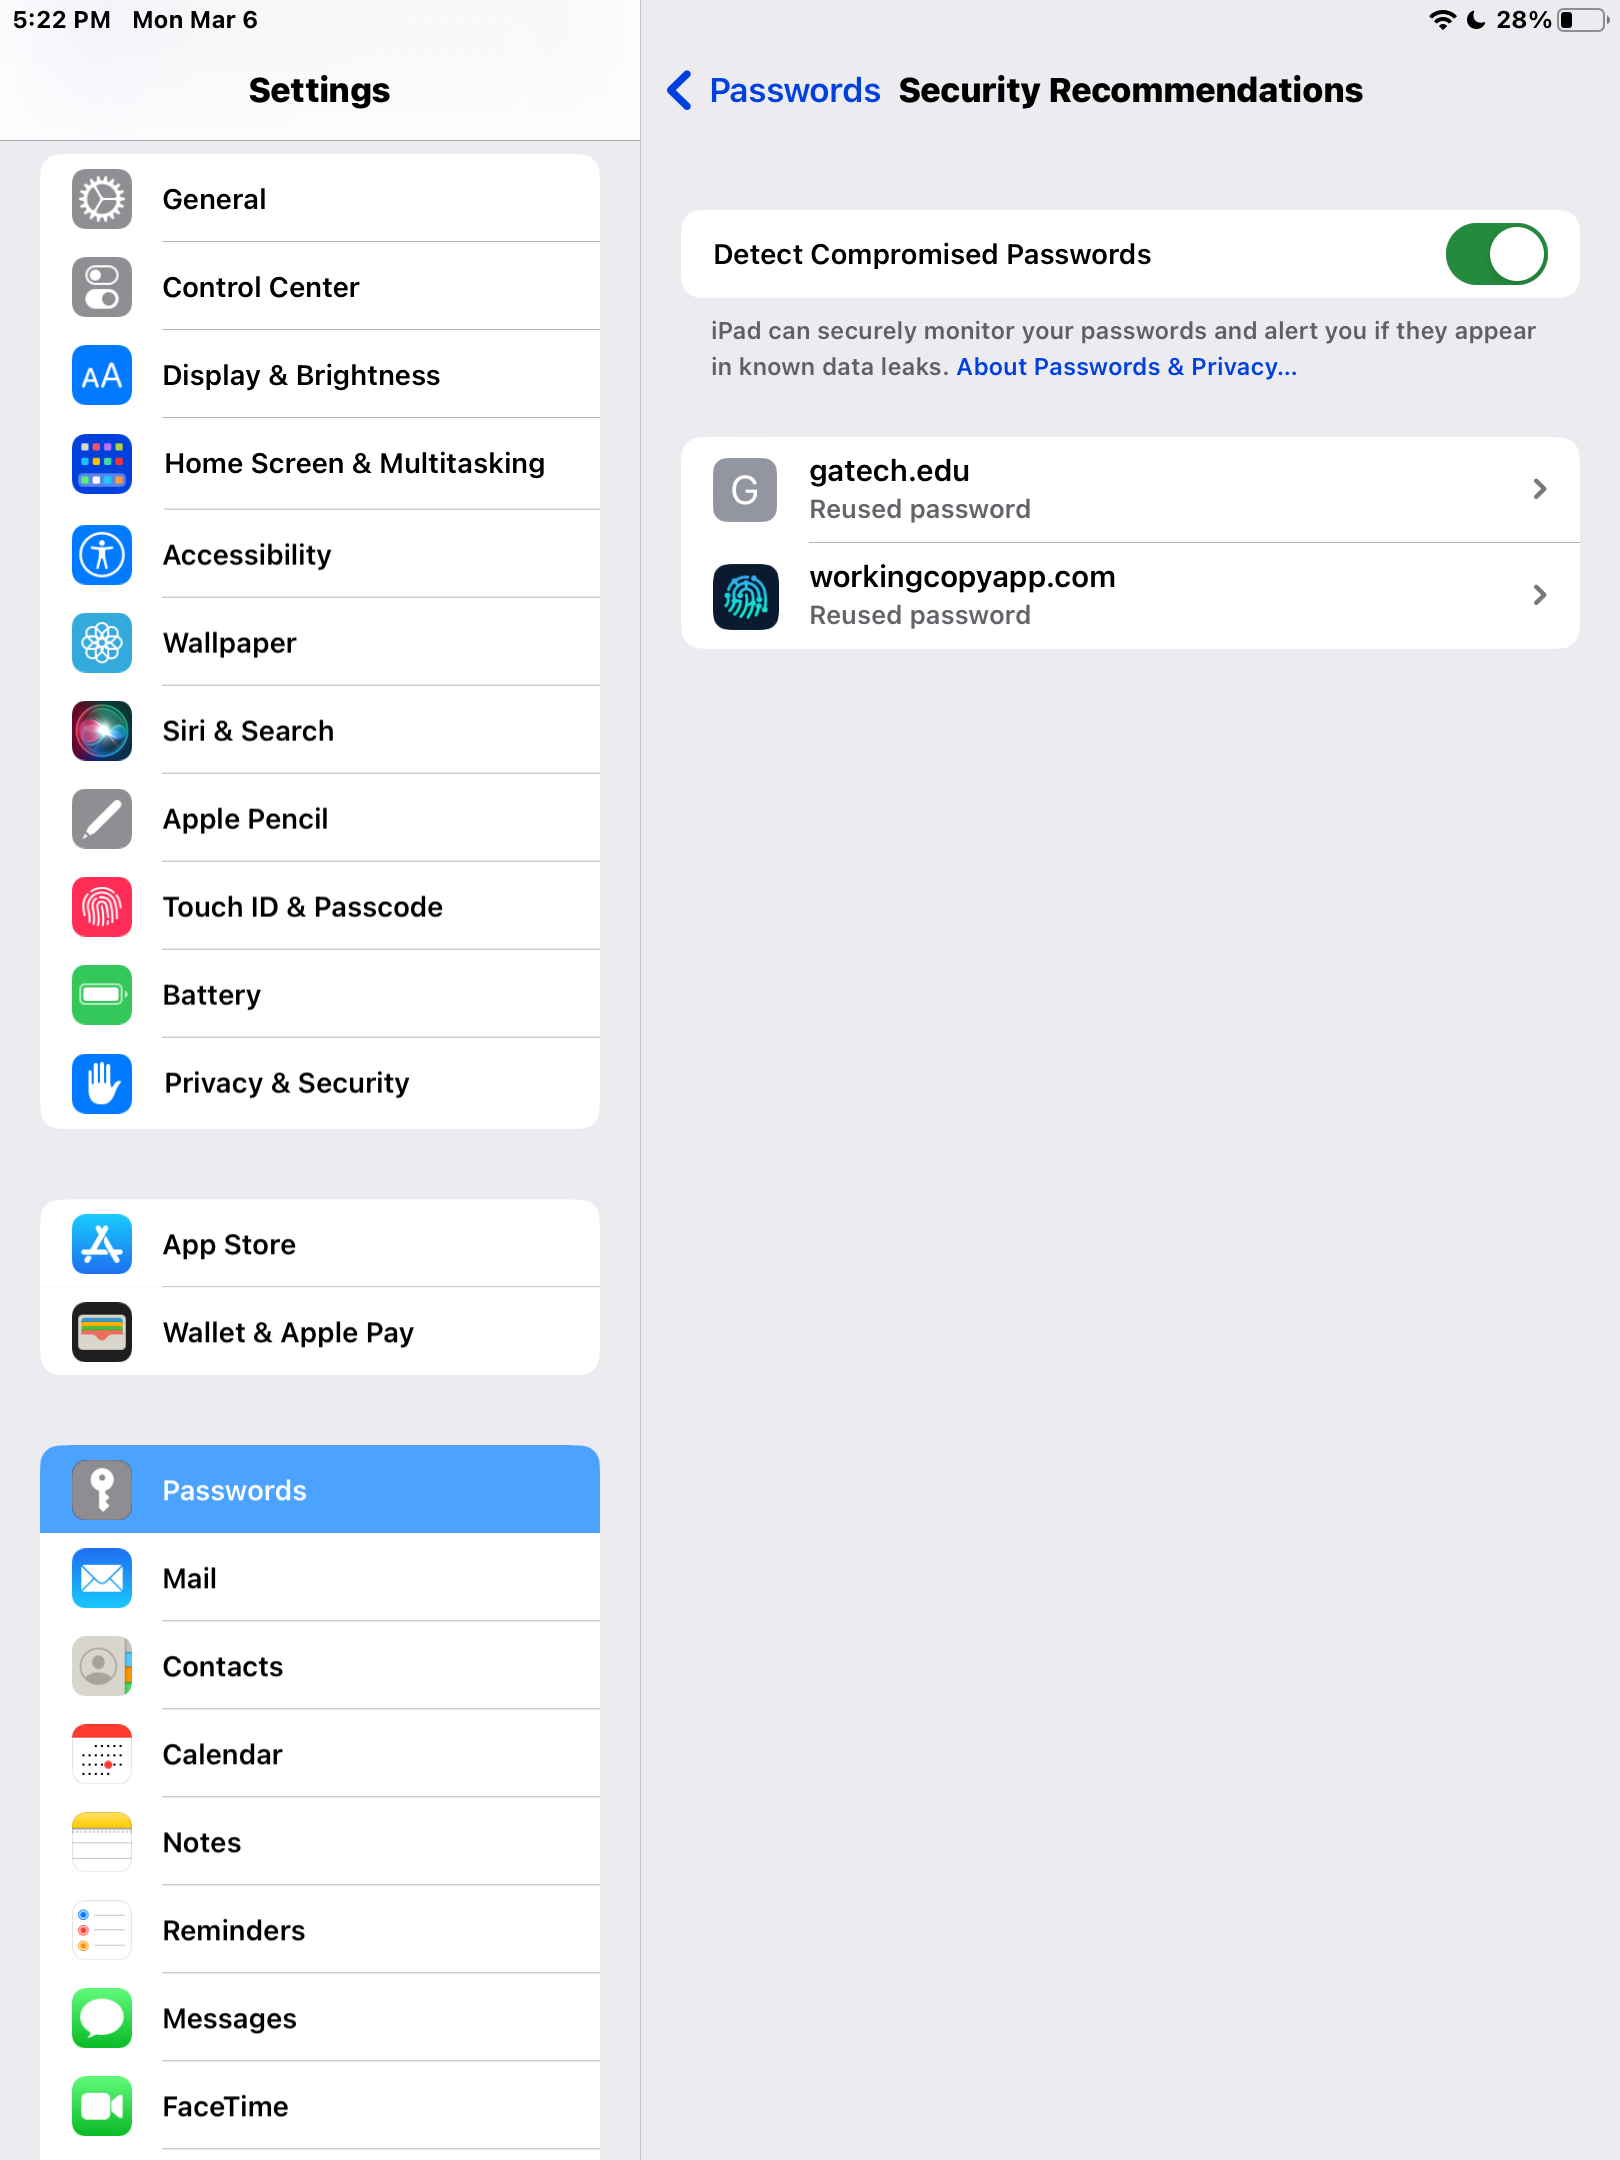 5:22 PM Mon Mar 6
28%
Settings
General
Control Center
AA
Display & Brightness
Home Screen & Multitasking
Accessibility
Wallpaper
Siri & Search
Apple Pencil
Touch ID & Passcode
Battery
Privacy & Security
App Store
Wallet & Apple Pay
Passwords
Mail
Contacts
Calendar
Notes
Reminders
Messages
FaceTime
Passwords Security Recommendations
Detect Compromised Passwords
iPad can securely monitor your passwords and alert you if they appear
in known data leaks. About Passwords & Privacy...
G
gatech.edu
Reused password
workingcopyapp.com
Reused password